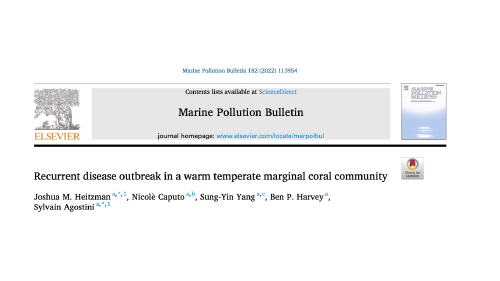 Marine Pollution Bulletin 182 (2022) 113954
Contents lists available at ScienceDirect
Marine Pollution Bulletin
journal homepage: www.elsevier.com/locate/marpolbul
ELSEVIER
MARINE
POLLUTION
BULLETIN
Recurrent disease outbreak in a warm temperate marginal coral community
Check for
updates
Joshua M. Heitzman a,*,1, Nicolè Caputo a,b, Sung-Yin Yang a,c, Ben P. Harvey a,
Sylvain Agostini a,*,1